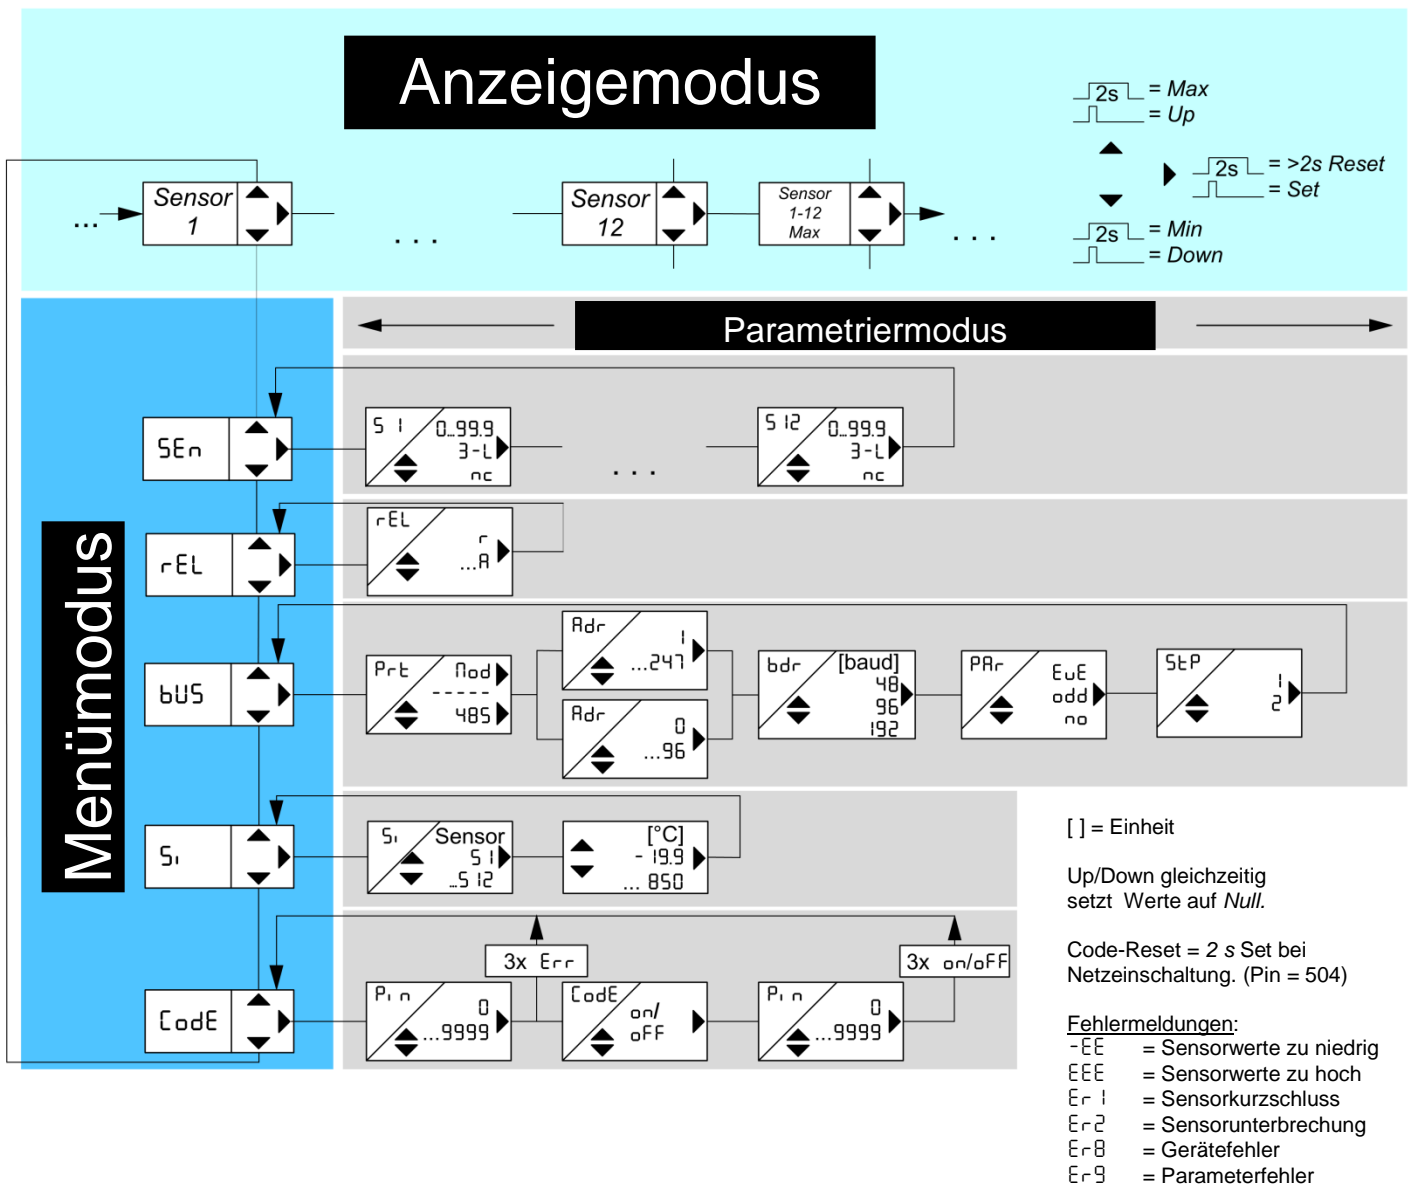 Anzeigemodus
2s = Max
= Up
2s = >2s Reset
= Set
2s = Min
= Down
... Sensor 1
. . .
Sensor 12
Sensor 1-12 Max
. . .
Menümodus
Parametriermodus
SEn
S 1
0...99.9
3-L
nc
. . .
S 12
0...99.9
3-L
nc
rEL
rEL
r
...A
bUS
Prt
Mod
-----
485
Adr
1
...247
Adr
0
...96
bdr
[baud]
48
96
192
PAr
EvE
odd
no
StP
1
2
Si
Si
Sensor
S 1
...S 12
[°C]
-19.9
... 850
CodE
3x Err
3x on/oFF
Pin
0
...9999
CodE
on/
oFF
Pin
0
...9999
[ ] = Einheit
Up/Down gleichzeitig
setzt Werte auf Null.
Code-Reset = 2 s Set bei
Netzeinschaltung. (Pin = 504)
Fehlermeldungen:
-EE = Sensorwerte zu niedrig
EEE = Sensorwerte zu hoch
Er1 = Sensorkurzschluss
Er2 = Sensorunterbrechung
Er8 = Gerätefehler
Er9 = Parameterfehler